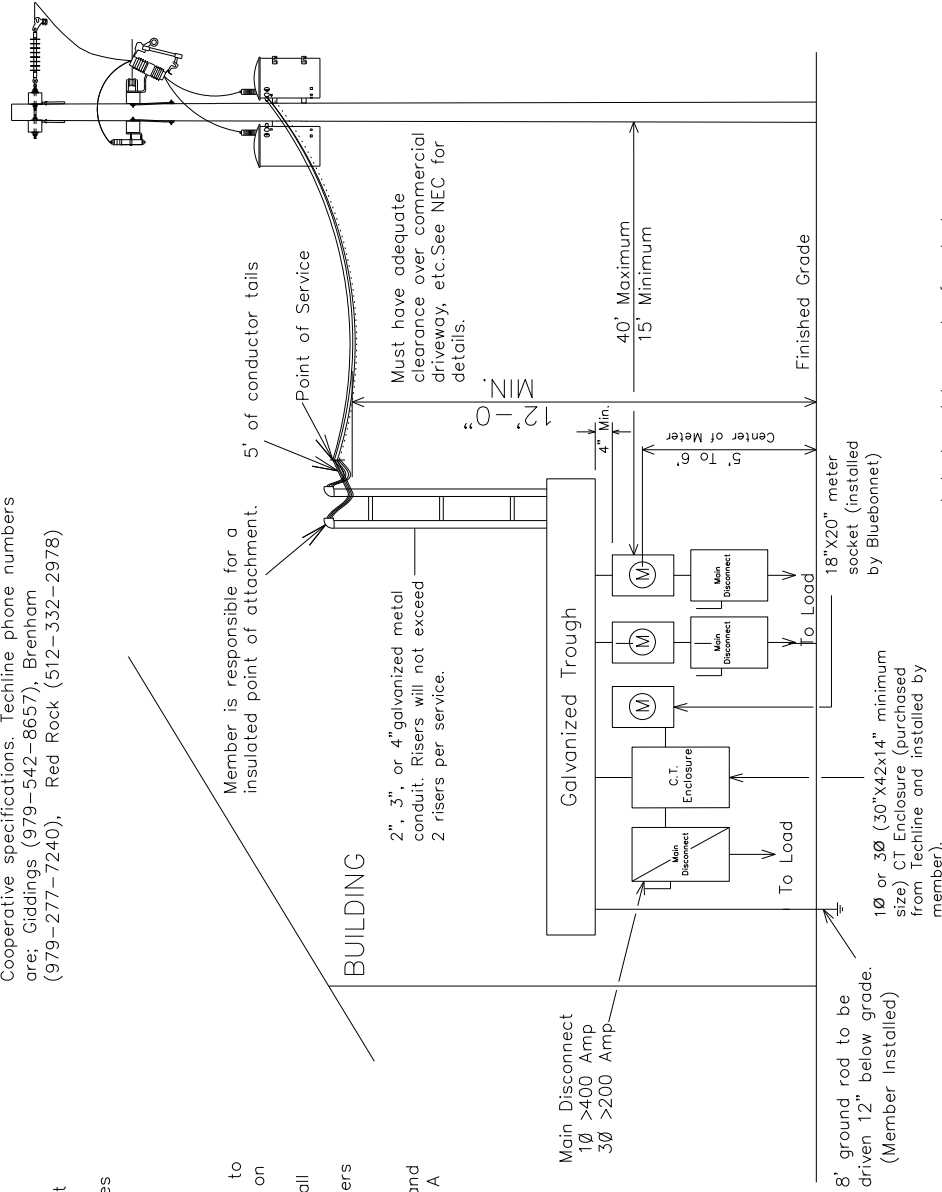 Cooperative specifications. Techline phone numbers
are; Giddings (979-542-8657), Brenham
(979-277-7240), Red Rock (512-332-2978)
t
es
to
on
all
ers
and
A
Member is responsible for a
insulated point of attachment.
5' of conductor tails
Point of Service
BUILDING
2", 3", or 4"galvanized metal
conduit. Risers will not exceed
2 risers per service.
Must have adequate
clearance over commercial
driveway, etc.See NEC for
details.
12'-0"
MIN.
40' Maximum
15' Minimum
4" Min.
5' To 6'
Center of Meter
Finished Grade
Galvanized Trough
Main Disconnect
1Ø >400 Amp
3Ø >200 Amp
Main
Disconnect
C.T.
Enclosure
M
M
M
Main
Disconnect
Main
Disconnect
To Load
To Load
18"X20" meter
socket (installed
by Bluebonnet)
8' ground rod to be
driven 12" below grade.
(Member Installed)
1Ø or 3Ø (30"X42x14" minimum
size) CT Enclosure (purchased
from Techline and installed by
member).